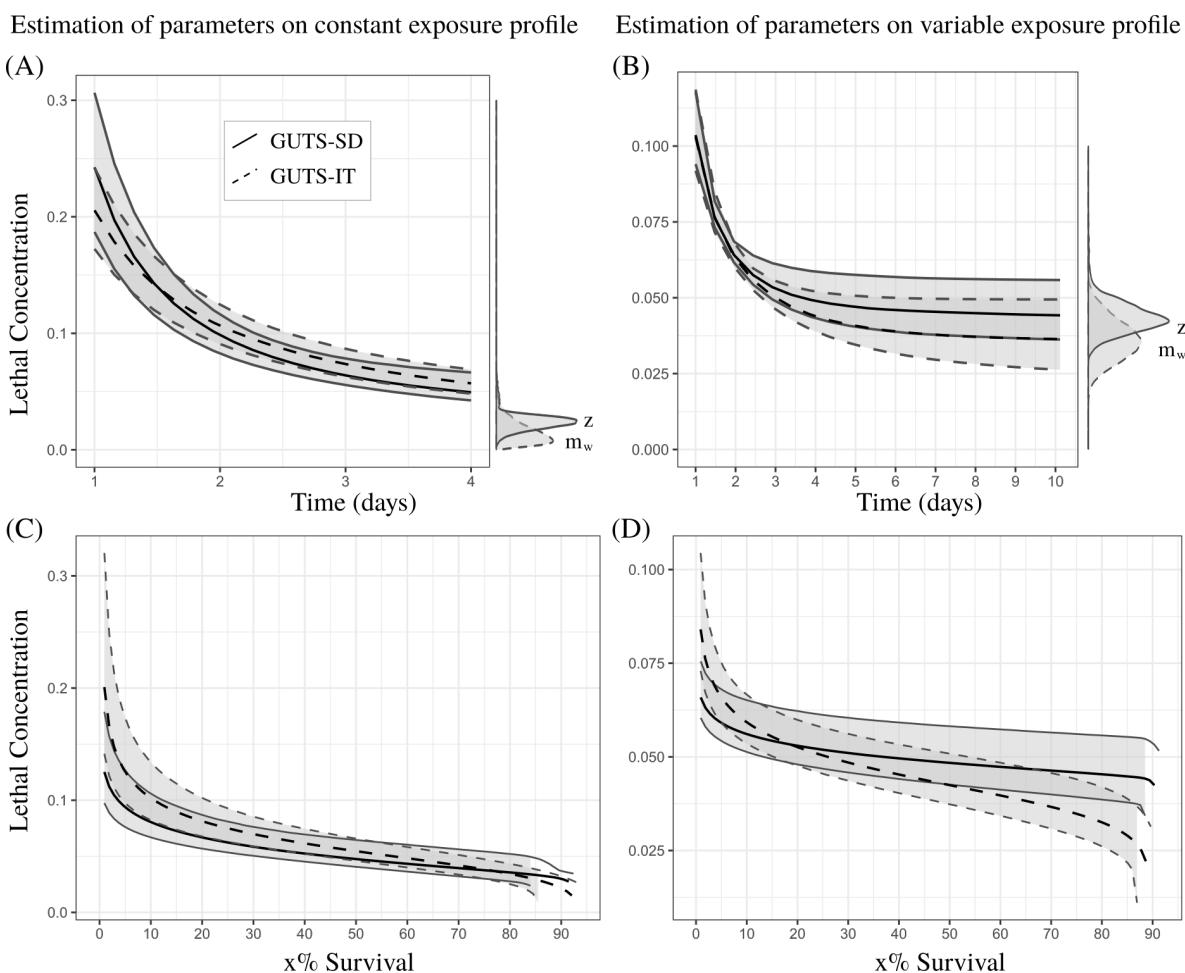 Estimation of parameters on constant exposure profile
Estimation of parameters on variable exposure profile
(A)
(B)
Lethal Concentration
0.3
0.2
0.1
0.0
GUTS-SD
GUTS-IT
z
m_w
1 2 3 4
Time (days)
0.100
0.075
0.050
0.025
0.000
z
m_w
1 2 3 4 5 6 7 8 9 10
Time (days)
(C)
(D)
Lethal Concentration
0.3
0.2
0.1
0.0
0 10 20 30 40 50 60 70 80 90
x% Survival
0.100
0.075
0.050
0.025
0 10 20 30 40 50 60 70 80 90
x% Survival